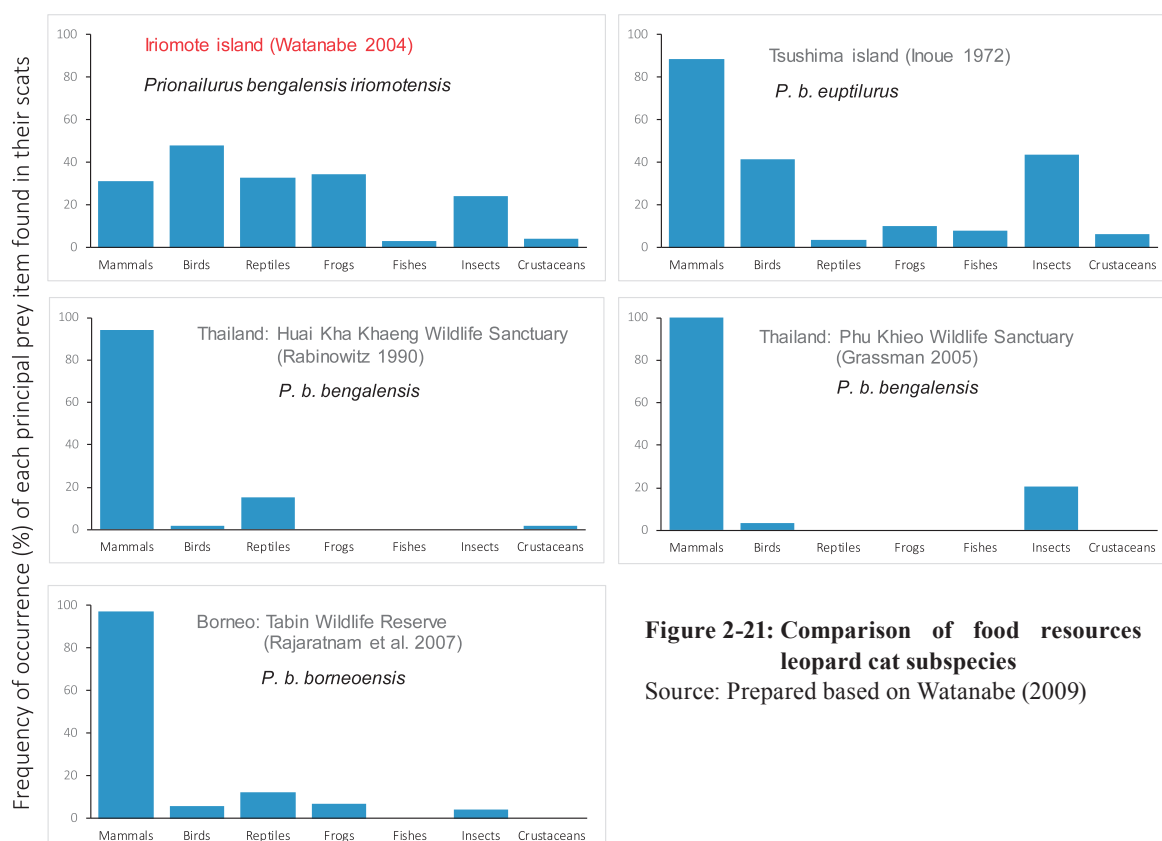 Frequency of occurrence (%) of each principal prey item found in their scats
Iriomote island (Watanabe 2004)
Prionailurus bengalensis iriomotensis
100
80
60
40
20
0
Mammals Birds Reptiles Frogs Fishes Insects Crustaceans
Tsushima island (Inoue 1972)
P. b. euptilurus
100
80
60
40
20
0
Mammals Birds Reptiles Frogs Fishes Insects Crustaceans
Thailand: Huai Kha Khaeng Wildlife Sanctuary
(Rabinowitz 1990)
P. b. bengalensis
100
80
60
40
20
0
Mammals Birds Reptiles Frogs Fishes Insects Crustaceans
Thailand: Phu Khieo Wildlife Sanctuary
(Grassman 2005)
P. b. bengalensis
100
80
60
40
20
0
Mammals Birds Reptiles Frogs Fishes Insects Crustaceans
Borneo: Tabin Wildlife Reserve
(Rajaratnam et al. 2007)
P. b. borneoensis
100
80
60
40
20
0
Mammals Birds Reptiles Frogs Fishes Insects Crustaceans
Figure 2-21: Comparison of food resources
leopard cat subspecies
Source: Prepared based on Watanabe (2009)